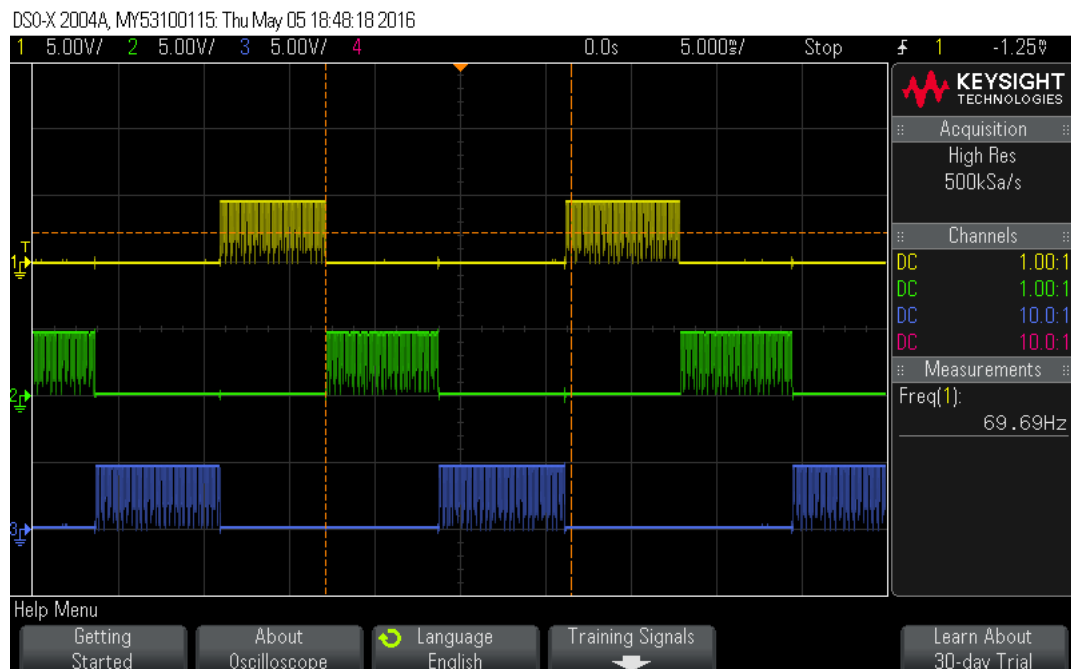 DSO-X 2004A, MY53100115: Thu May 05 18:48:18 2016
1 5.00V/ 2 5.00V/ 3 5.00V/ 4 0.0s 5.000ms/ Stop 1 -1.25V
KEYSIGHT
TECHNOLOGIES
Acquisition
High Res
500kSa/s
Channels
DC 1.00:1
DC 1.00:1
DC 10.0:1
DC 10.0:1
Measurements
Freq(1):
69.69Hz
T
1
2
3
Help Menu
Getting
Started
About
Oscilloscope
Language
English
Training Signals
Learn About
30-day Trial